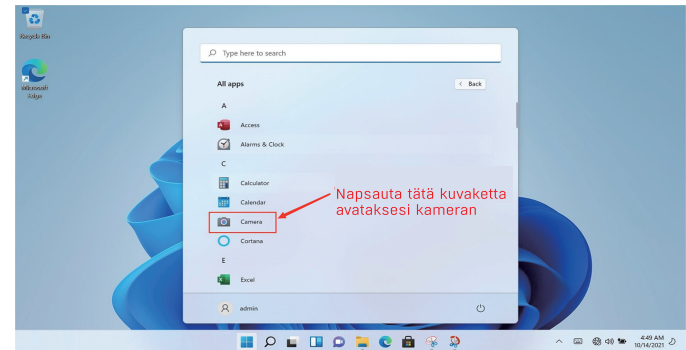 Recycle Bin
Microsoft
Edge
Type here to search
All apps
< Back
A
Access
Alarms & Clock
C
Calculator
Calendar
Camera
Cortana
E
Excel
admin
Napsauta tätä kuvaketta
avataksesi kameran
4:49 AM
10/14/2021